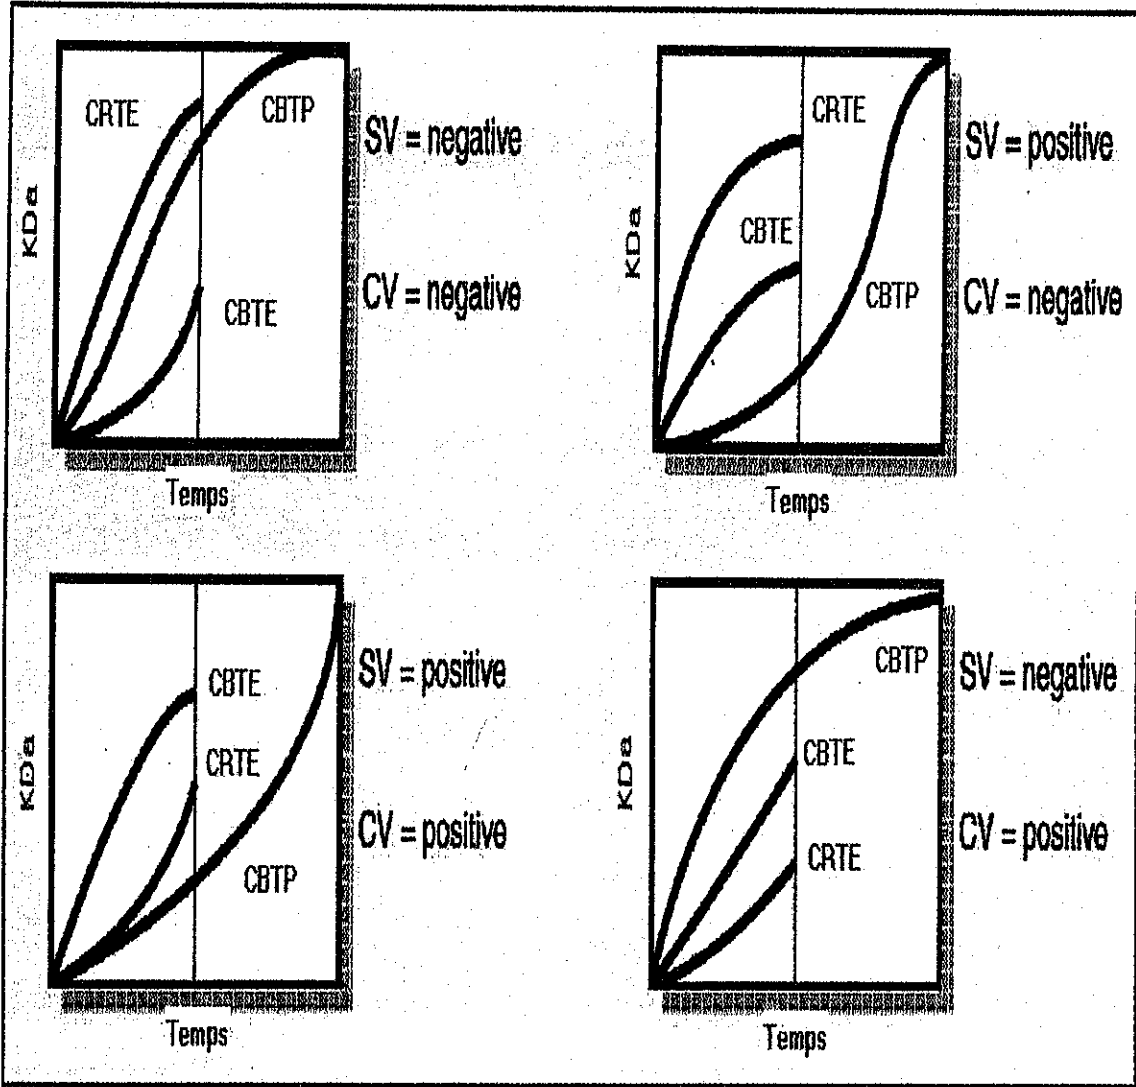 CRTE
CBTP
SV = negative
KDa
CV = negative
CBTE
Temps
CRTE
SV = positive
CBTE
KDa
CBTP
CV = negative
Temps
CBTE
SV = positive
CRTE
KDa
CV = positive
CBTP
Temps
CBTP
SV = negative
CBTE
KDa
CV = positive
CRTE
Temps